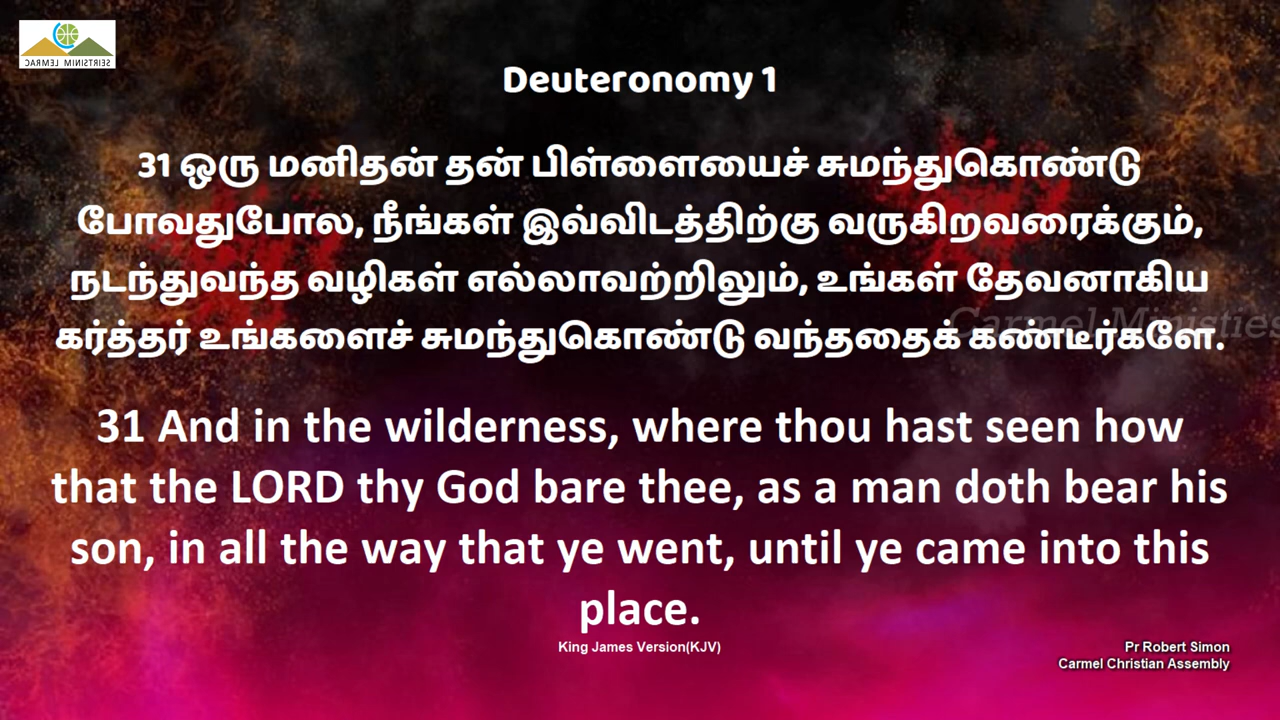 CARMEL MINISTRIES
Deuteronomy 1
31 ஒரு மனிதன் தன் பிள்ளையைச் சுமந்துகொண்டு
போவதுபோல, நீங்கள் இவ்விடத்திற்கு வருகிறவரைக்கும்,
நடந்துவந்த வழிகள் எல்லாவற்றிலும், உங்கள் தேவனாகிய
கர்த்தர் உங்களைச் சுமந்துகொண்டு வந்ததைக் கண்டீர்களே.
Carmel Ministies
31 And in the wilderness, where thou hast seen how
that the LORD thy God bare thee, as a man doth bear his
son, in all the way that ye went, until ye came into this
place.
King James Version(KJV)
Pr Robert Simon
Carmel Christian Assembly